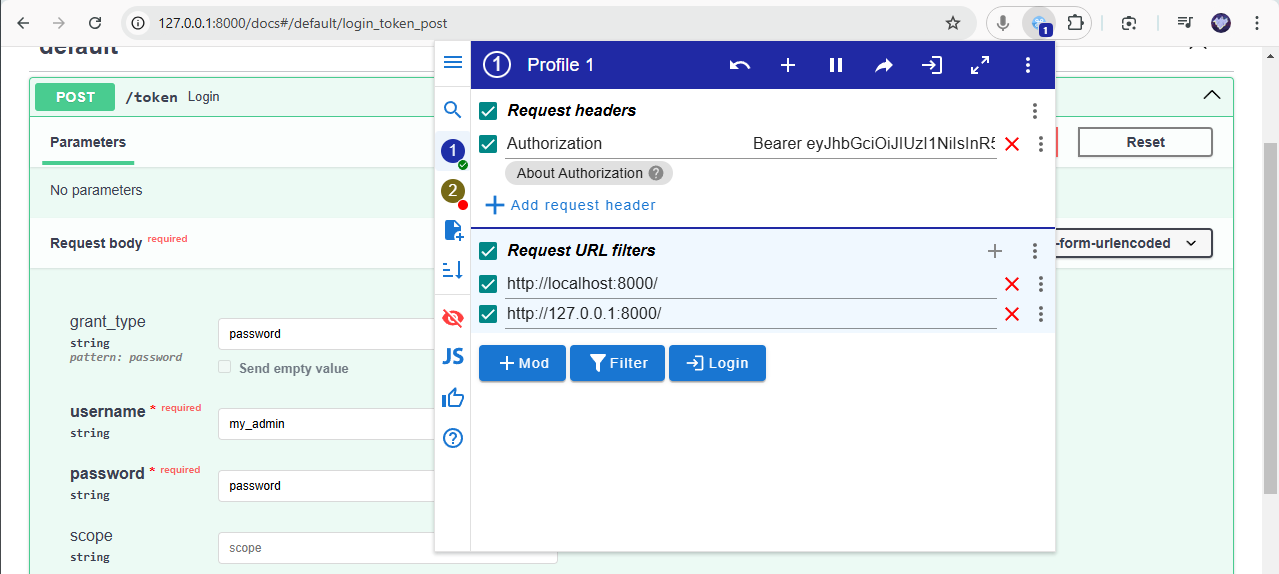 127.0.0.1:8000/docs#/default/login_token_post
1
default
POST /token Login
Parameters
Reset
No parameters
Request body required
-form-urlencoded
grant_type
string
pattern: password
password
Send empty value
username * required
string
my_admin
password * required
string
password
scope
string
scope
1 Profile 1
Request headers
1
Authorization Bearer eyJhbGciOiJIUzI1NiIsInR5
About Authorization ?
2
Add request header
Request URL filters
http://localhost:8000/
http://127.0.0.1:8000/
JS
Mod Filter Login
?